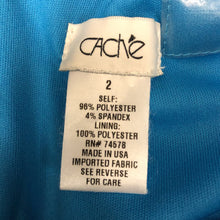 CACHé
2
SELF:
96% POLYESTER
4% SPANDEX
LINING:
100% POLYESTER
RN# 74578
MADE IN USA
IMPORTED FABRIC
SEE REVERSE
FOR CARE